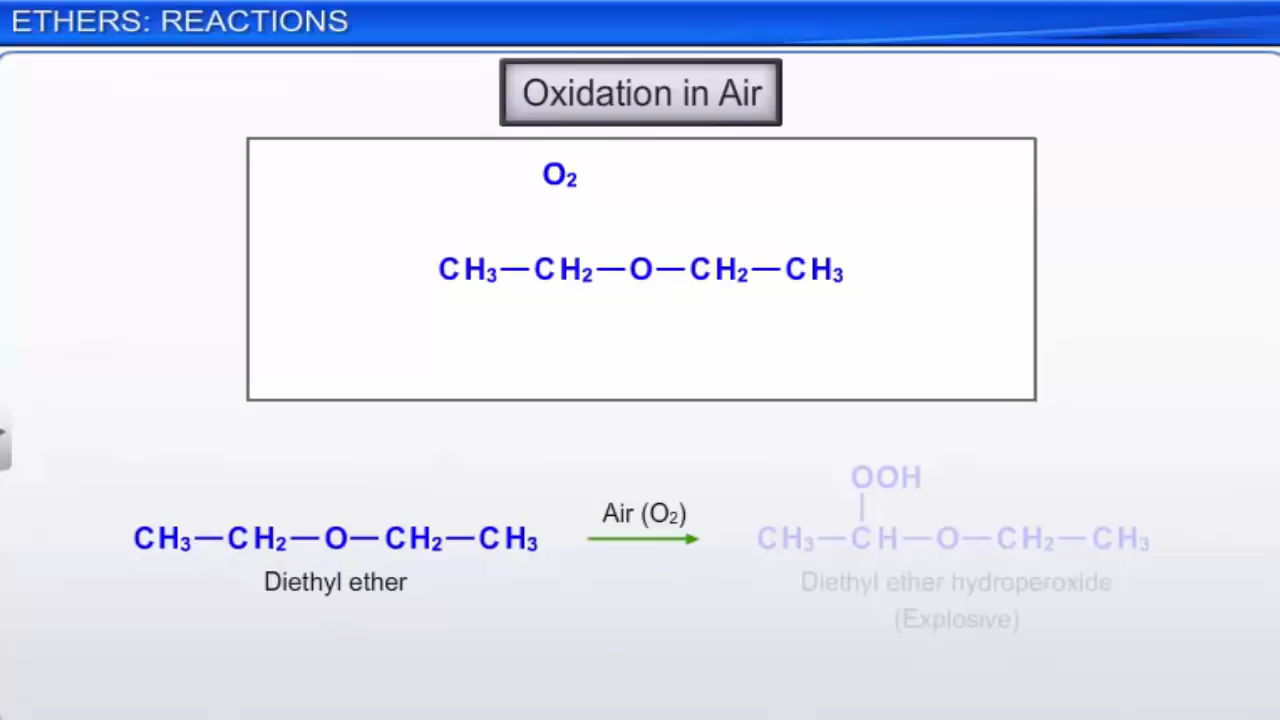 ETHERS: REACTIONS
Oxidation in Air
O₂
CH₃—CH₂—O—CH₂—CH₃
OOH
Air (O₂)
CH₃—CH₂—O—CH₂—CH₃
CH₃—CH—O—CH₂—CH₃
Diethyl ether
Diethyl ether hydroperoxide
(Explosive)